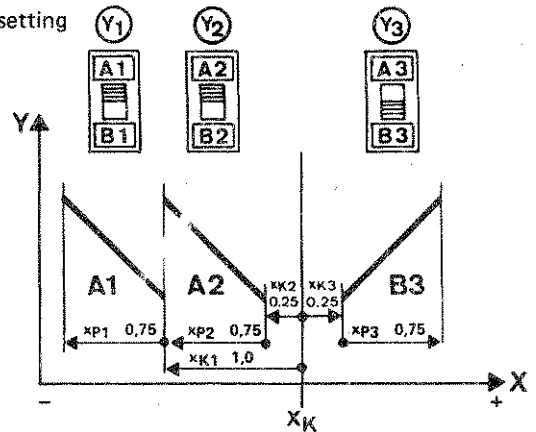 setting Y1 Y2 Y3
A1 A2 A3
B1 B2 B3
Y
A1 A2 xK2 xK3 B3
0.25 0.25
xP1 0,75 xP2 0,75 xP3 0,75
xK1 1,0
X
- +
XK